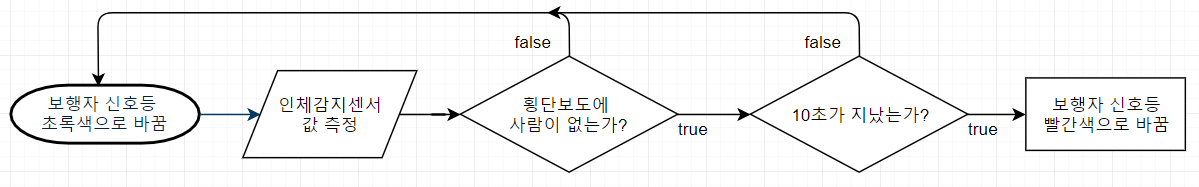 보행자 신호등
초록색으로 바꿈
인체감지센서
값 측정
false
횡단보도에
사람이 없는가?
true
false
10초가 지났는가?
true
보행자 신호등
빨간색으로 바꿈